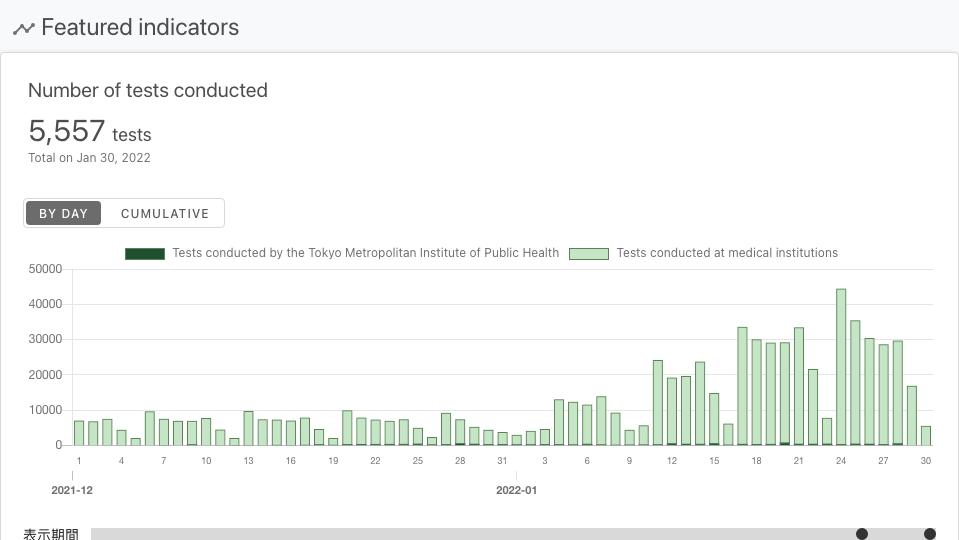 Featured indicators
Number of tests conducted
5,557 tests
Total on Jan 30, 2022
BY DAY CUMULATIVE
Tests conducted by the Tokyo Metropolitan Institute of Public Health Tests conducted at medical institutions
50000
40000
30000
20000
10000
0
1 4 7 10 13 16 19 22 25 28 31 3 6 9 12 15 18 21 24 27 30
2021-12 2022-01
表示期間